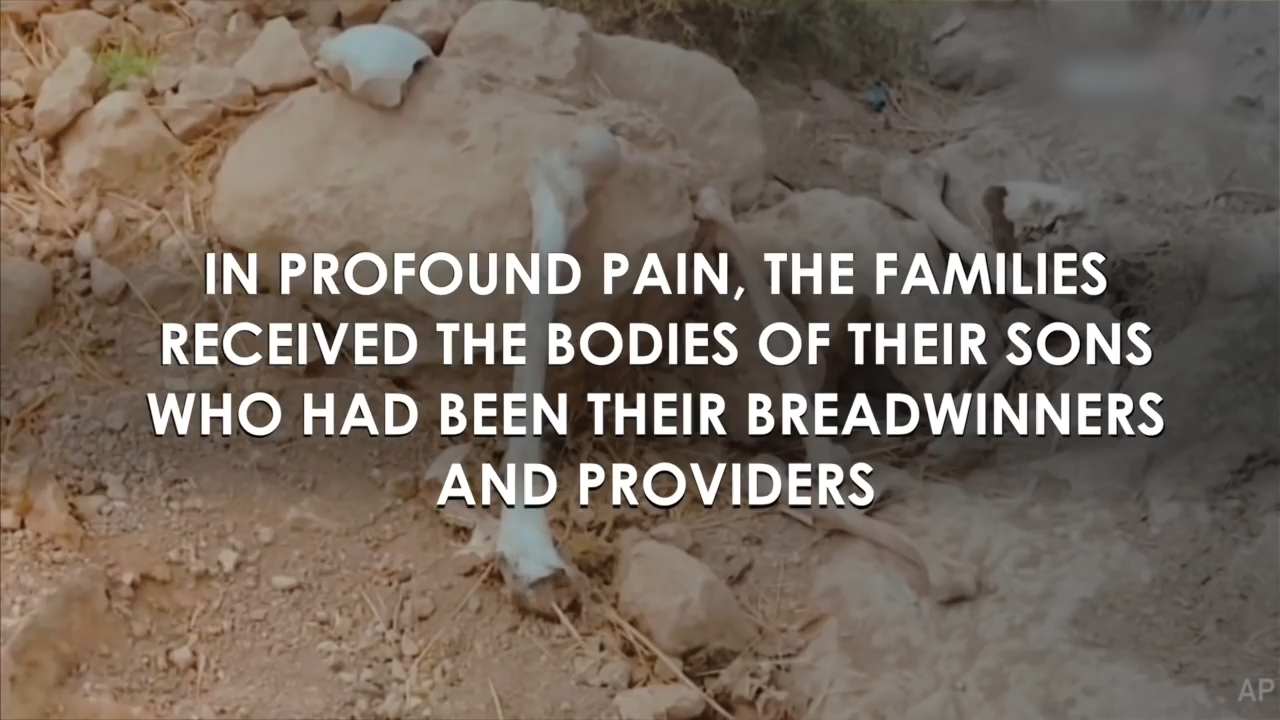 IN PROFOUND PAIN, THE FAMILIES
RECEIVED THE BODIES OF THEIR SONS
WHO HAD BEEN THEIR BREADWINNERS
AND PROVIDERS
AP